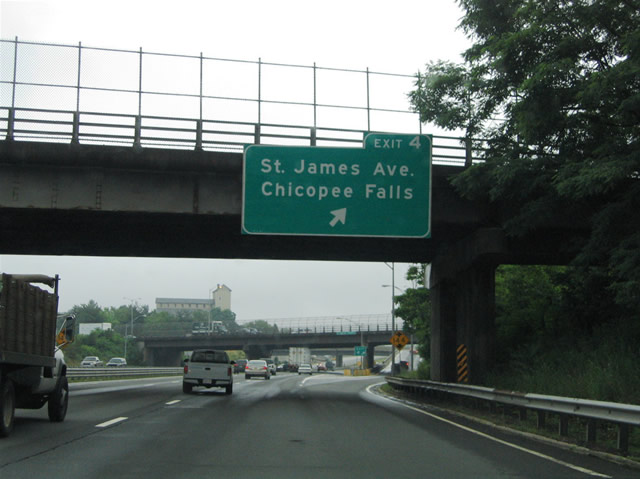 EXIT 4
St. James Ave.
Chicopee Falls